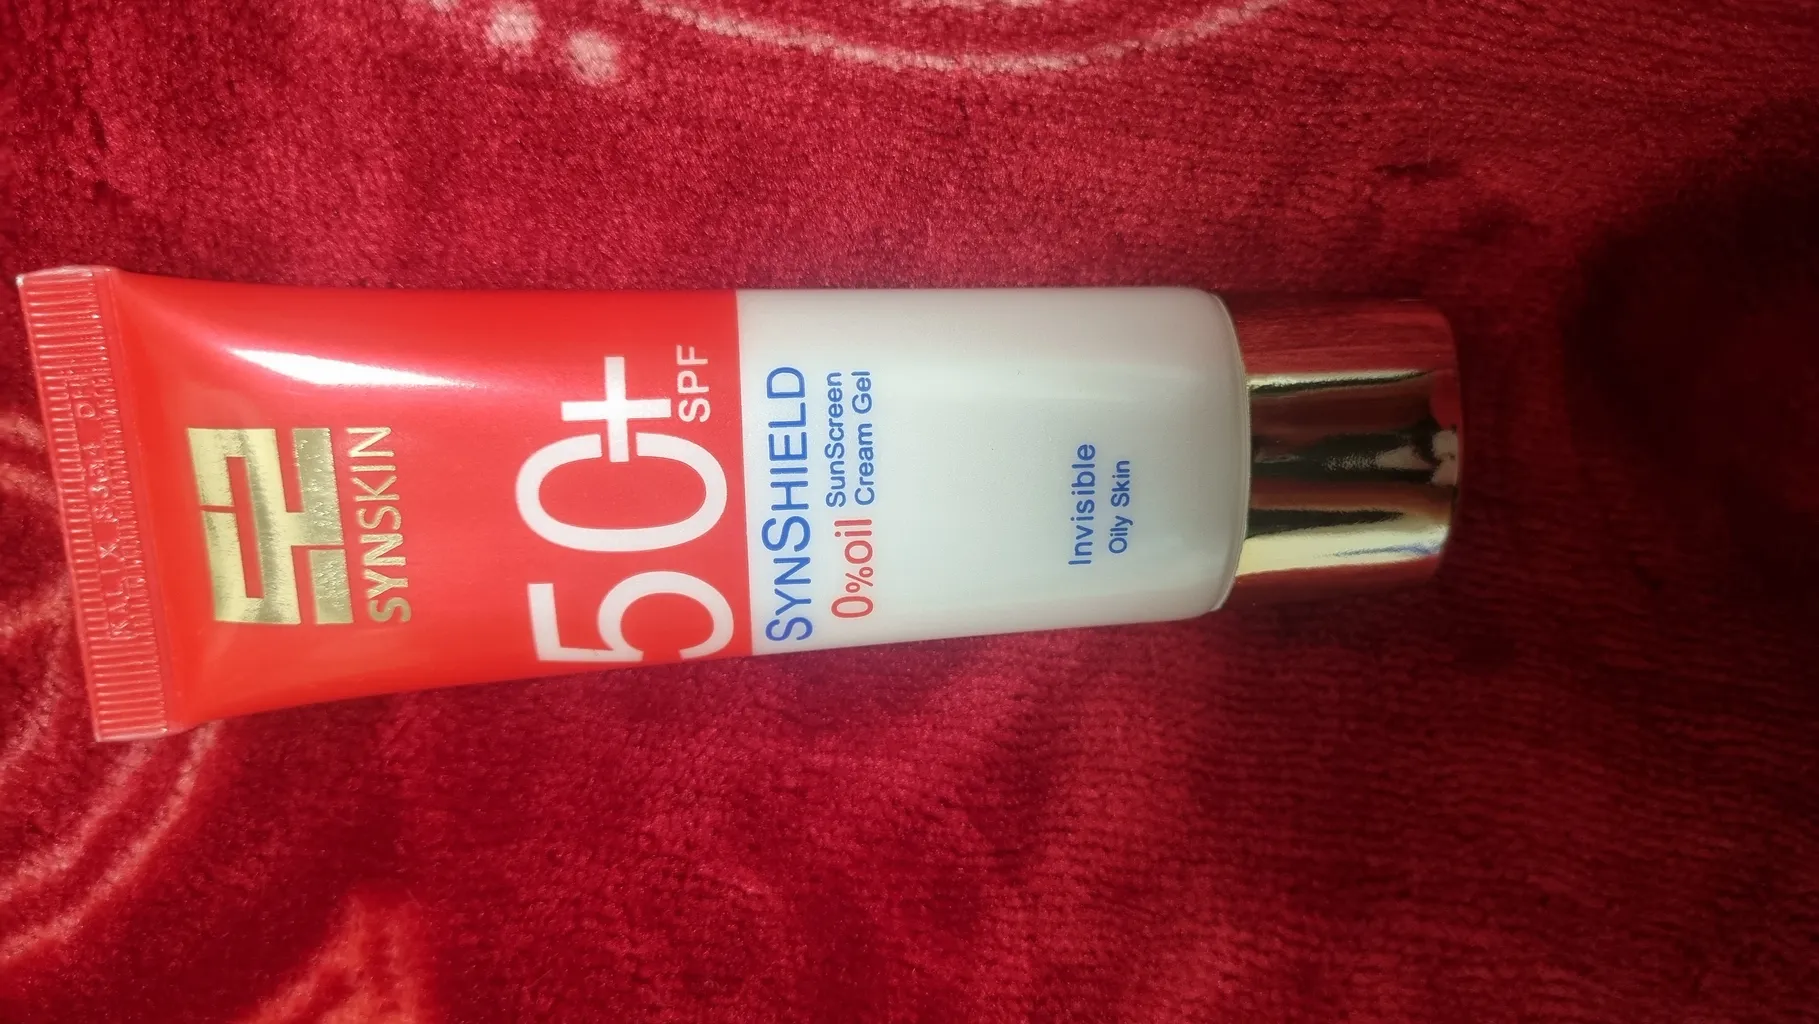 SYNSKIN
50+
SPF
SYNSHIELD
0%oil SunScreen
Cream Gel
Invisible
Oily Skin